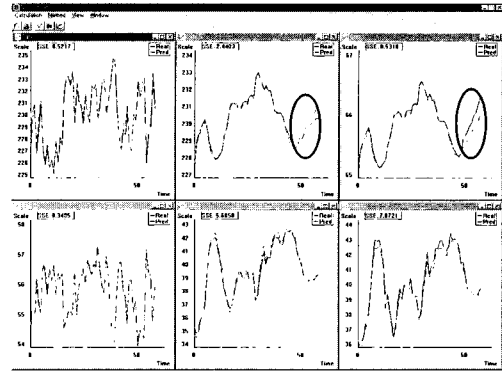 Calculation Method View Window
Scale
SSE 0.5217
Real
Pred
235
234
233
232
231
230
229
228
227
226
225
0
50
Time
Scale
SSE 2.0023
Real
Pred
234
233
232
231
230
229
228
227
0
50
Time
Scale
Real
Pred
67
66
65
0
50
Time
Scale
SSE 0.3495
Real
Pred
58
57
56
55
54
0
50
Time
Scale
SSE 5.6850
Real
Pred
43
42
41
40
39
38
37
36
35
34
0
50
Time
Scale
SSE 7.0721
Real
Pred
44
43
42
41
40
39
38
37
36
0
50
Time